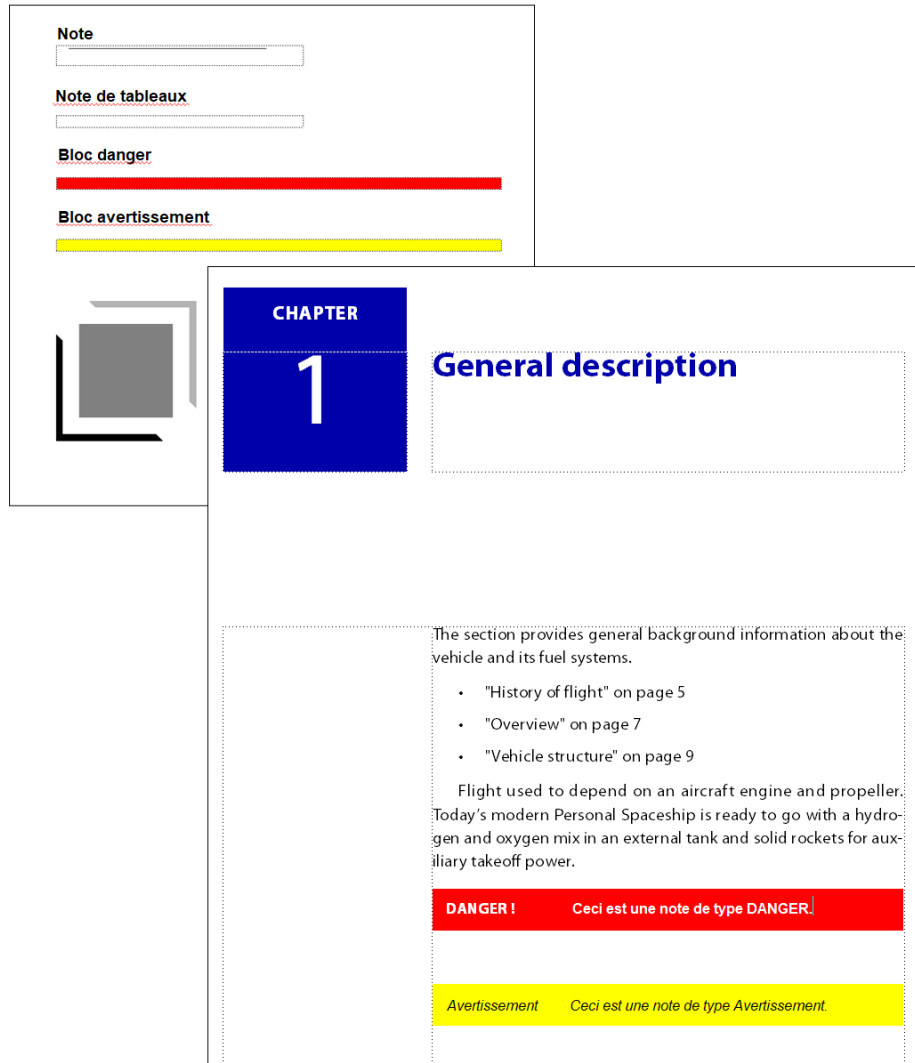 Note
Note de tableaux
Bloc danger
Bloc avertissement
CHAPTER
1
General description
The section provides general background information about the
vehicle and its fuel systems.
• "History of flight" on page 5
• "Overview" on page 7
• "Vehicle structure" on page 9
Flight used to depend on an aircraft engine and propeller.
Today's modern Personal Spaceship is ready to go with a hydro-
gen and oxygen mix in an external tank and solid rockets for aux-
iliary takeoff power.
DANGER ! Ceci est une note de type DANGER.
Avertissement Ceci est une note de type Avertissement.